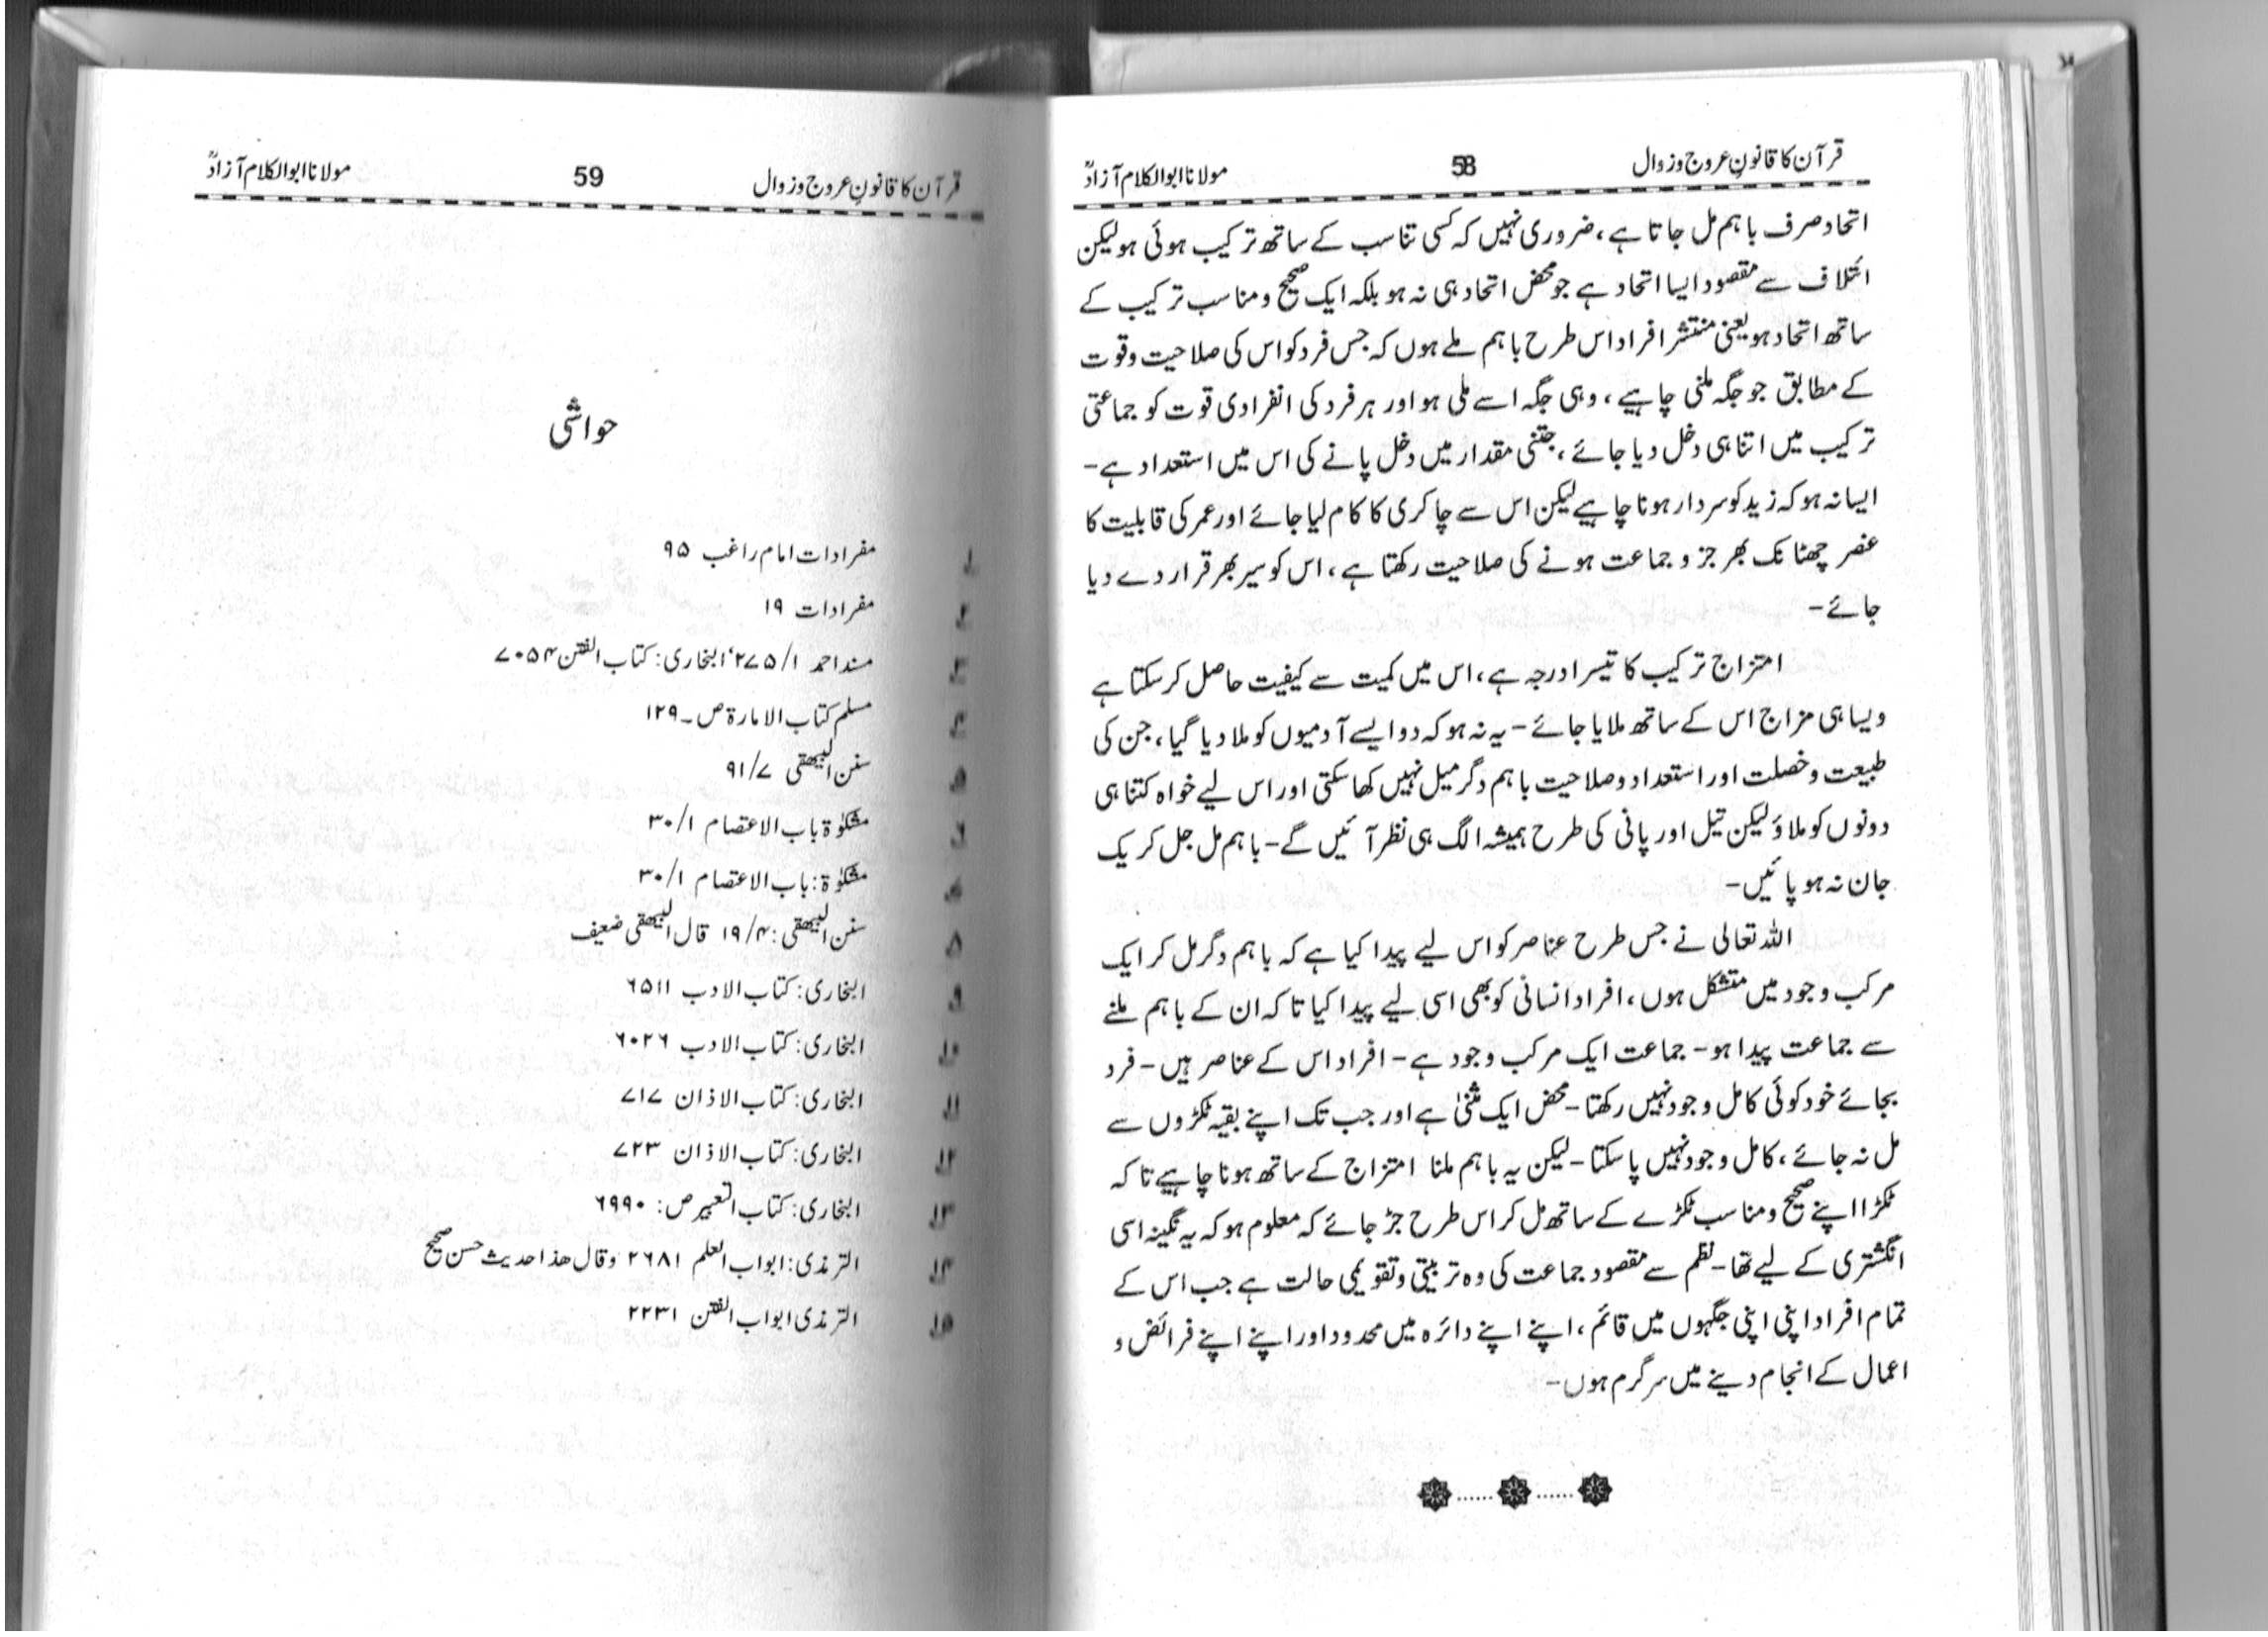 قرآن کا قانونِ عروج و زوال 58 مولانا ابوالکلام آزادؒ
اتحاد صرف باہم مل جاتا ہے، ضروری نہیں کہ کسی تناسب کے ساتھ ترکیب ہوئی ہو لیکن
ائتلاف سے مقصود ایسا اتحاد ہے جو محض اتحاد ہی نہ ہو بلکہ ایک صحیح و مناسب ترکیب کے
ساتھ اتحاد ہو یعنی منتشر افراد اس طرح باہم ملے ہوں کہ جس فرد کو اس کی صلاحیت و قوت
کے مطابق جو جگہ ملنی چاہیے، وہی جگہ اسے ملی ہو اور ہر فرد کی انفرادی قوت کو جماعتی
ترکیب میں اتنا ہی دخل دیا جائے، جتنی مقدار میں دخل پانے کی اس میں استعداد ہے-
ایسا نہ ہو کہ زید کو سردار ہونا چاہیے لیکن اس سے چاکری کا کام لیا جائے اور عمر کی قابلیت کا
عنصر چھٹانک بھر جزو جماعت ہونے کی صلاحیت رکھتا ہے، اس کو سیر بھر قرار دے دیا
جائے-
امتزاج ترکیب کا تیسرا درجہ ہے، اس میں کمیت سے کیفیت حاصل کرسکتا ہے
ویسا ہی مزاج اس کے ساتھ ملایا جائے- یہ نہ ہو کہ دو ایسے آدمیوں کو ملا دیا گیا، جن کی
طبیعت و خصلت اور استعداد و صلاحیت باہم دگر میل نہیں کھا سکتی اور اس لیے خواہ کتنا ہی
دونوں کو ملاؤ لیکن تیل اور پانی کی طرح ہمیشہ الگ ہی نظر آئیں گے- باہم مل جل کر یک
جان نہ ہو پائیں-
اللہ تعالی نے جس طرح عناصر کو اس لیے پیدا کیا ہے کہ باہم دگر مل کر ایک
مرکب وجود میں متشکل ہوں، افراد انسانی کو بھی اسی لیے پیدا کیا تاکہ ان کے باہم ملنے
سے جماعت پیدا ہو- جماعت ایک مرکب وجود ہے- افراد اس کے عناصر ہیں- فرد
بجائے خود کوئی کامل وجود نہیں رکھتا- محض ایک مثنیٰ ہے اور جب تک اپنے بقیہ ٹکڑوں سے
مل نہ جائے، کامل وجود نہیں پا سکتا- لیکن یہ باہم ملنا امتزاج کے ساتھ ہونا چاہیے تاکہ
ٹکڑا اپنے صحیح و مناسب ٹکڑے کے ساتھ مل کر اس طرح جڑ جائے کہ معلوم ہو کہ یہ نگینہ اسی
انگشتری کے لیے تھا- نظم سے مقصود جماعت کی وہ تربیتی و تقویمی حالت ہے جب اس کے
تمام افراد اپنی اپنی جگہوں میں قائم، اپنے اپنے دائرہ میں محدود اور اپنے اپنے فرائض و
اعمال کے انجام دینے میں سرگرم ہوں-
قرآن کا قانونِ عروج و زوال 59 مولانا ابوالکلام آزادؒ
حواشی
۱ مفرادات امام راغب ۹۵
۲ مفرادات ۱۹
۳ مسند احمد ۲۷۵/۱، البخاری: کتاب الفتن ۷۰۵۴
۴ مسلم کتاب الامارۃ ص۔۱۲۹
۵ سنن البیھقی ۹۱/۷
۶ مشکوٰۃ باب الاعتصام ۳۰/۱
۷ مشکوٰۃ: باب الاعتصام ۳۰/۱
۸ سنن البیھقی: ۱۹/۴ قال البیھقی ضعیف
۹ البخاری: کتاب الادب ۶۵۱۱
۱۰ البخاری: کتاب الادب ۶۰۲۶
۱۱ البخاری: کتاب الاذان ۷۱۷
۱۲ البخاری: کتاب الاذان ۷۲۳
۱۳ البخاری: کتاب التعبیر ص: ۶۹۹۰
۱۴ الترمذی: ابواب العلم ۲۶۸۱ وقال ھذا حدیث حسن صحیح
۱۵ الترمذی ابواب الفتن ۲۲۳۱